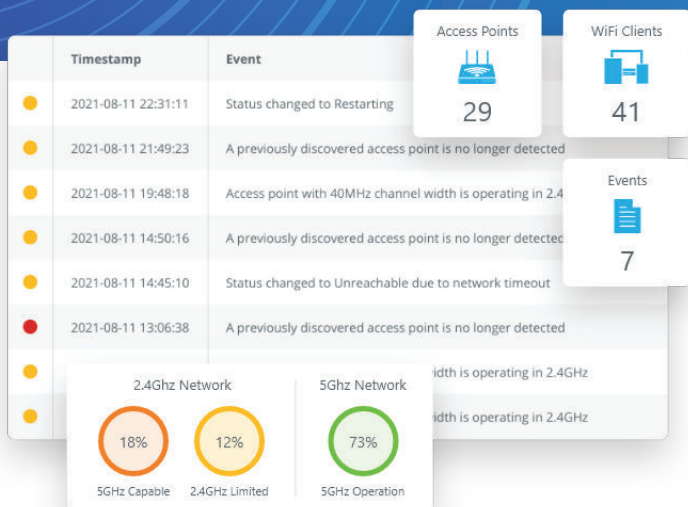 Access Points
29
WiFi Clients
41
Events
7
Timestamp Event
2021-08-11 22:31:11 Status changed to Restarting
2021-08-11 21:49:23 A previously discovered access point is no longer detected
2021-08-11 19:48:18 Access point with 40MHz channel width is operating in 2.4
2021-08-11 14:50:16 A previously discovered access point is no longer detected
2021-08-11 14:45:10 Status changed to Unreachable due to network timeout
2021-08-11 13:06:38 A previously discovered access point is no longer detected
is operating in 2.4GHz
is operating in 2.4GHz
2.4Ghz Network
18%
5GHz Capable
12%
2.4GHz Limited
5Ghz Network
73%
5GHz Operation